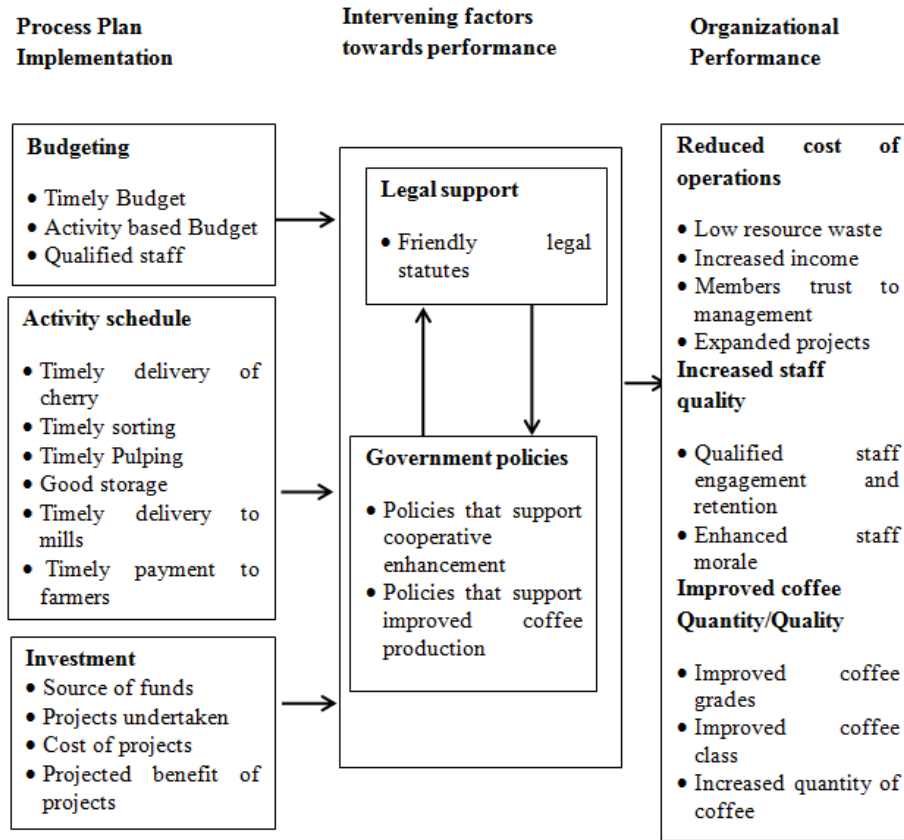 Process Plan
Implementation
Intervening factors
towards performance
Organizational
Performance
Budgeting
• Timely Budget
• Activity based Budget
• Qualified staff
Activity schedule
• Timely delivery of
cherry
• Timely sorting
• Timely Pulping
• Good storage
• Timely delivery to
mills
• Timely payment to
farmers
Investment
• Source of funds
• Projects undertaken
• Cost of projects
• Projected benefit of
projects
Legal support
• Friendly legal
statutes
Government policies
• Policies that support
cooperative
enhancement
• Policies that support
improved coffee
production
Reduced cost of
operations
• Low resource waste
• Increased income
• Members trust to
management
• Expanded projects
Increased staff
quality
• Qualified staff
engagement and
retention
• Enhanced staff
morale
Improved coffee
Quantity/Quality
• Improved coffee
grades
• Improved coffee
class
• Increased quantity of
coffee